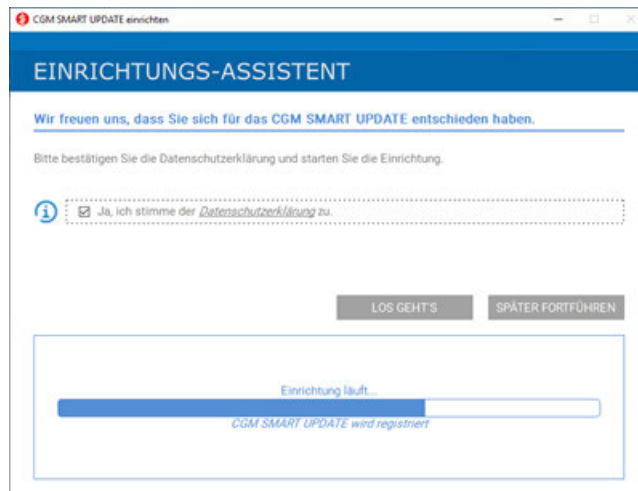 CGM SMART UPDATE einrichten
EINRICHTUNGS-ASSISTENT
Wir freuen uns, dass Sie sich für das CGM SMART UPDATE entschieden haben.
Bitte bestätigen Sie die Datenschutzerklärung und starten Sie die Einrichtung.
Ja, ich stimme der Datenschutzerklärung zu.
LOS GEHT'S SPÄTER FORTFÜHREN
Einrichtung läuft...
CGM SMART UPDATE wird registriert